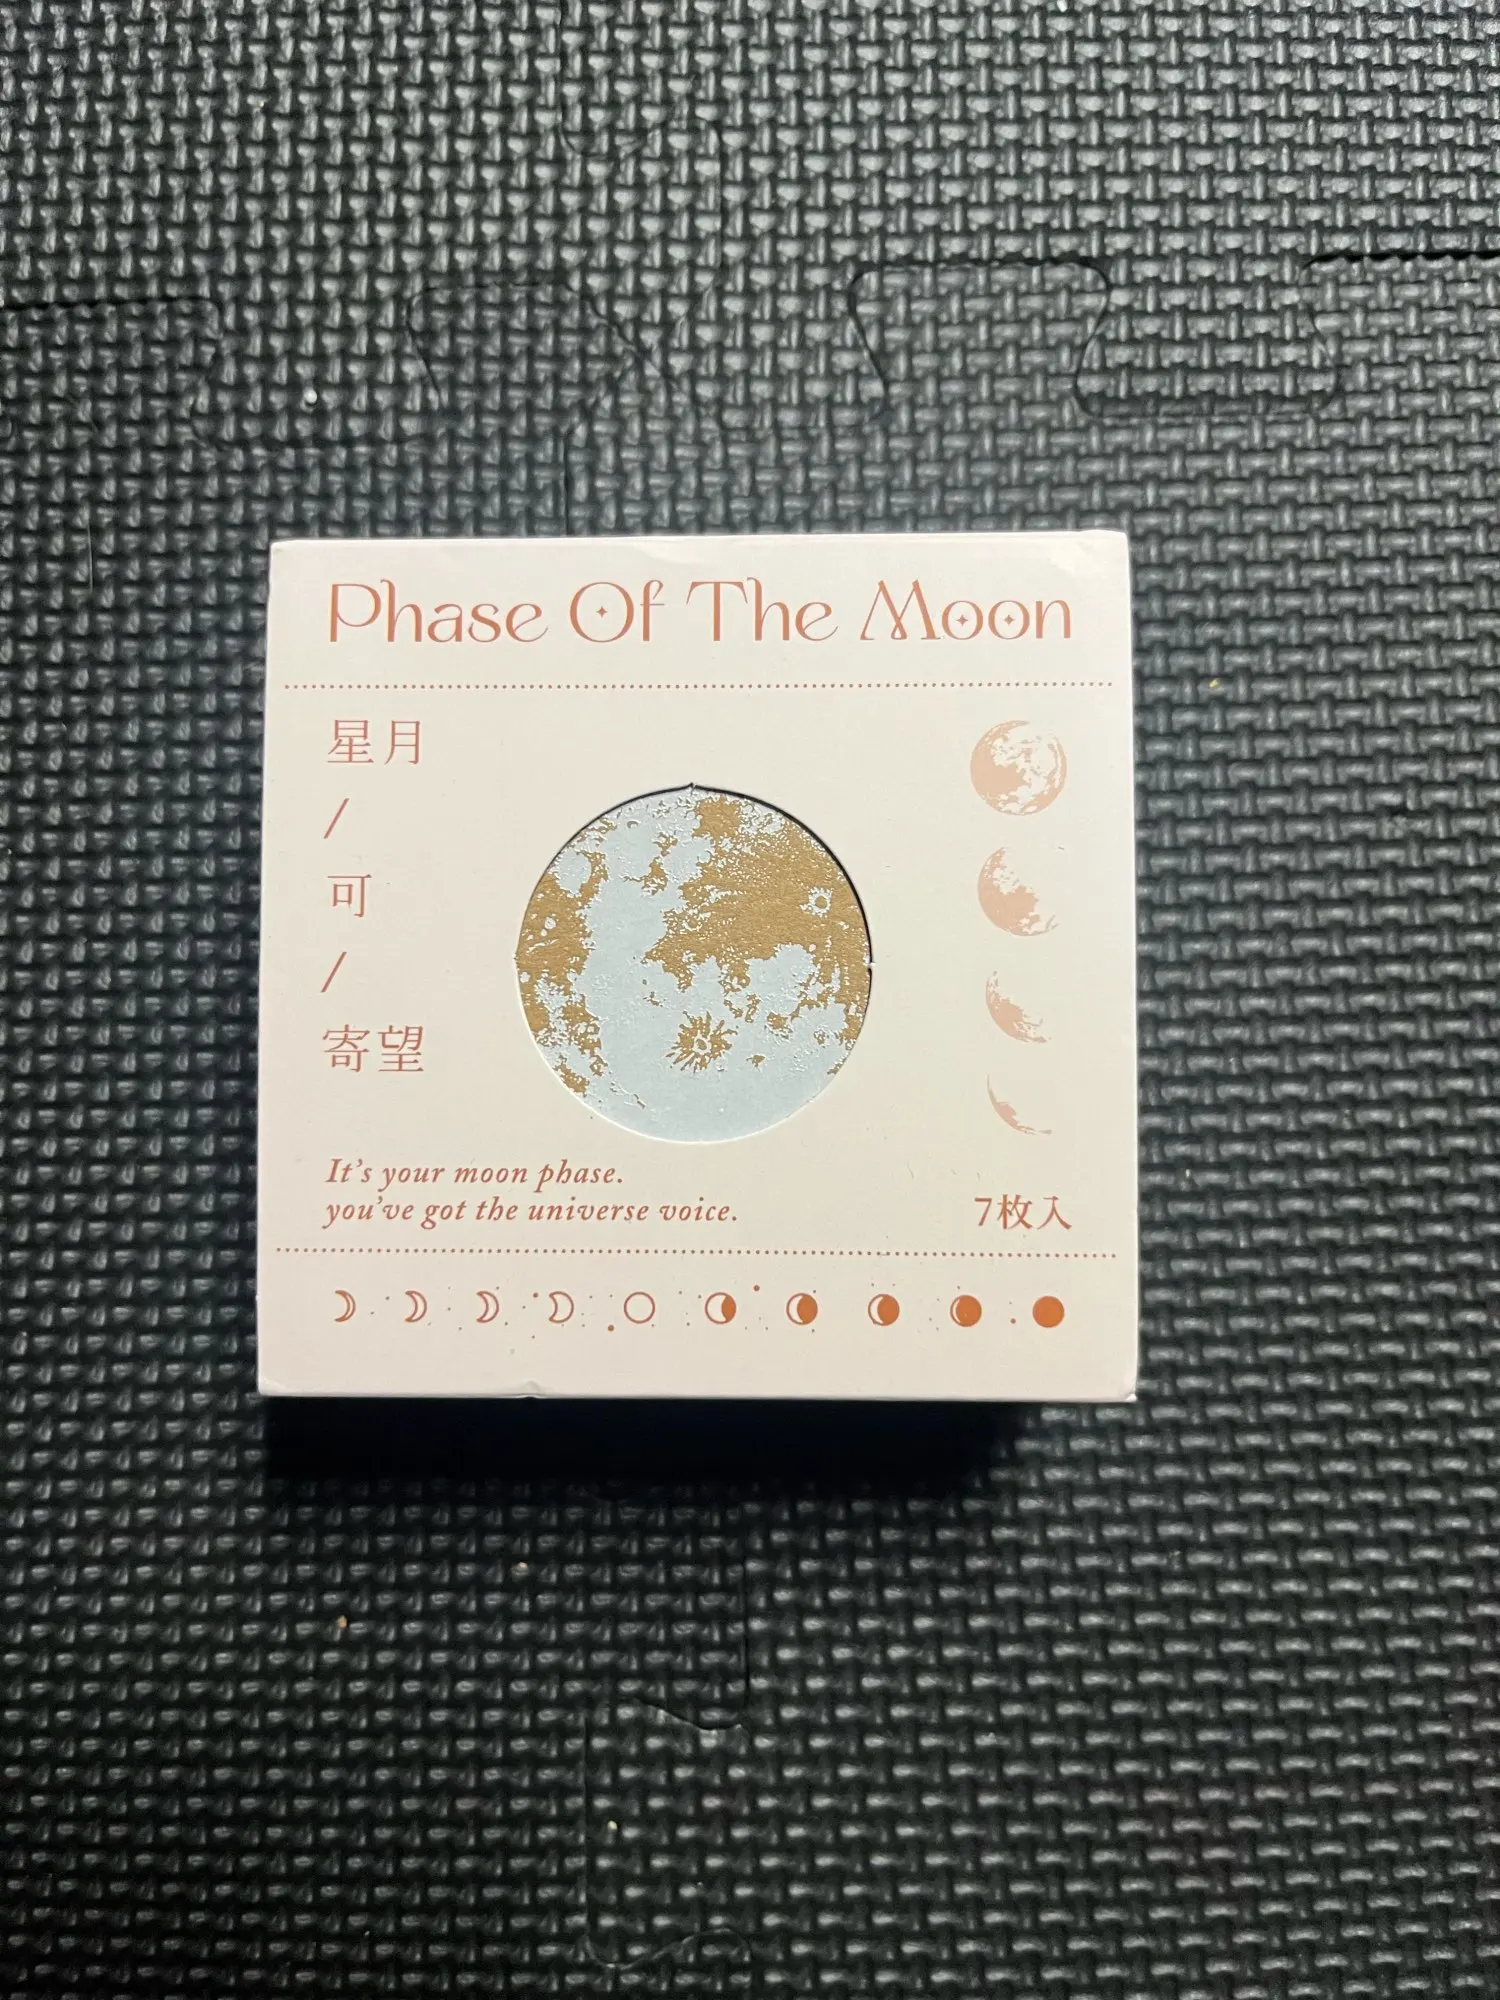 Phase Of The Moon
星月
/
可
/
寄望
It's your moon phase.
you've got the universe voice.
7枚入